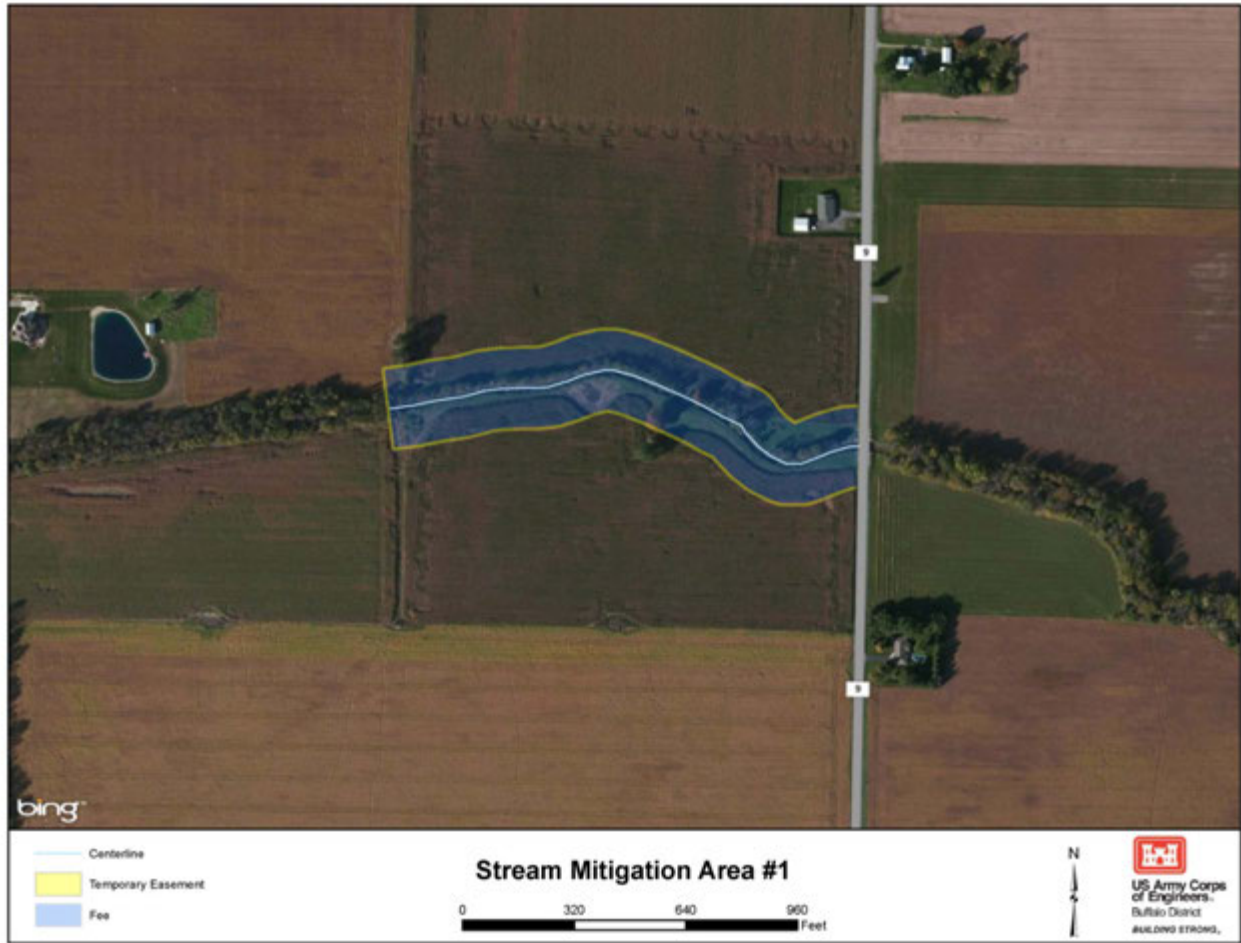 9
9
bing
Centerline
Temporary Easement
Fee
Stream Mitigation Area #1
0 320 640 960
Feet
N
US Army Corps
of Engineers
Buffalo District
BUILDING STRONG